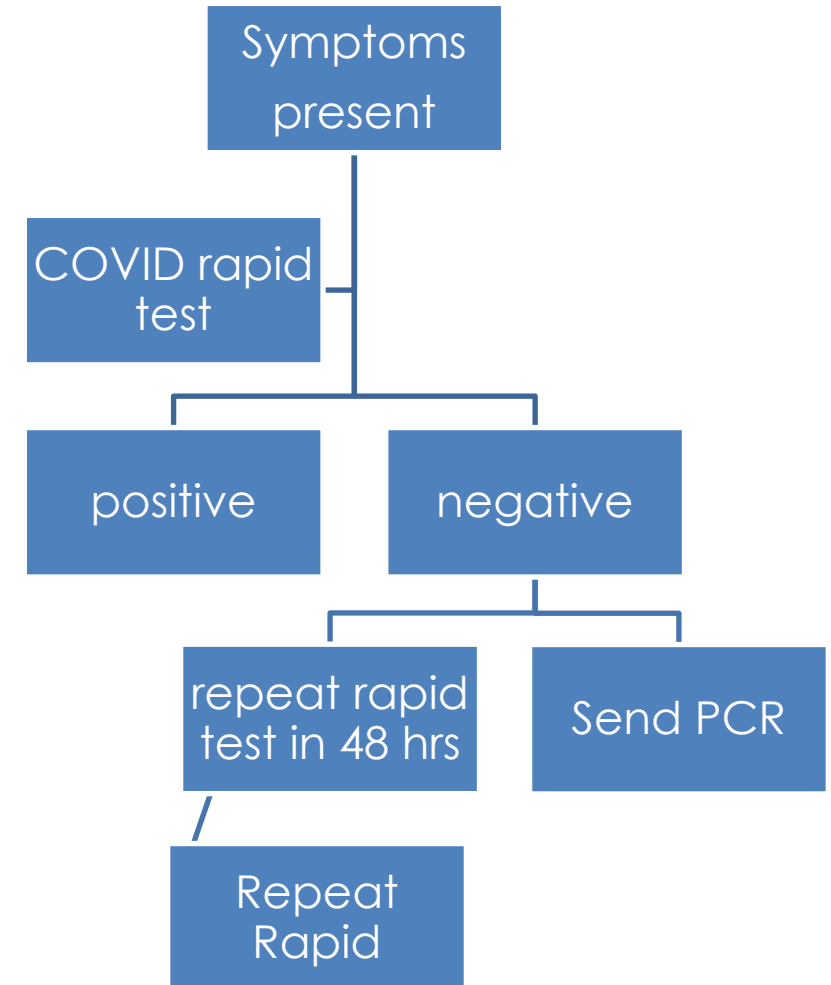 Symptoms
present
COVID rapid
test
positive
negative
repeat rapid
test in 48 hrs
Send PCR
Repeat
Rapid